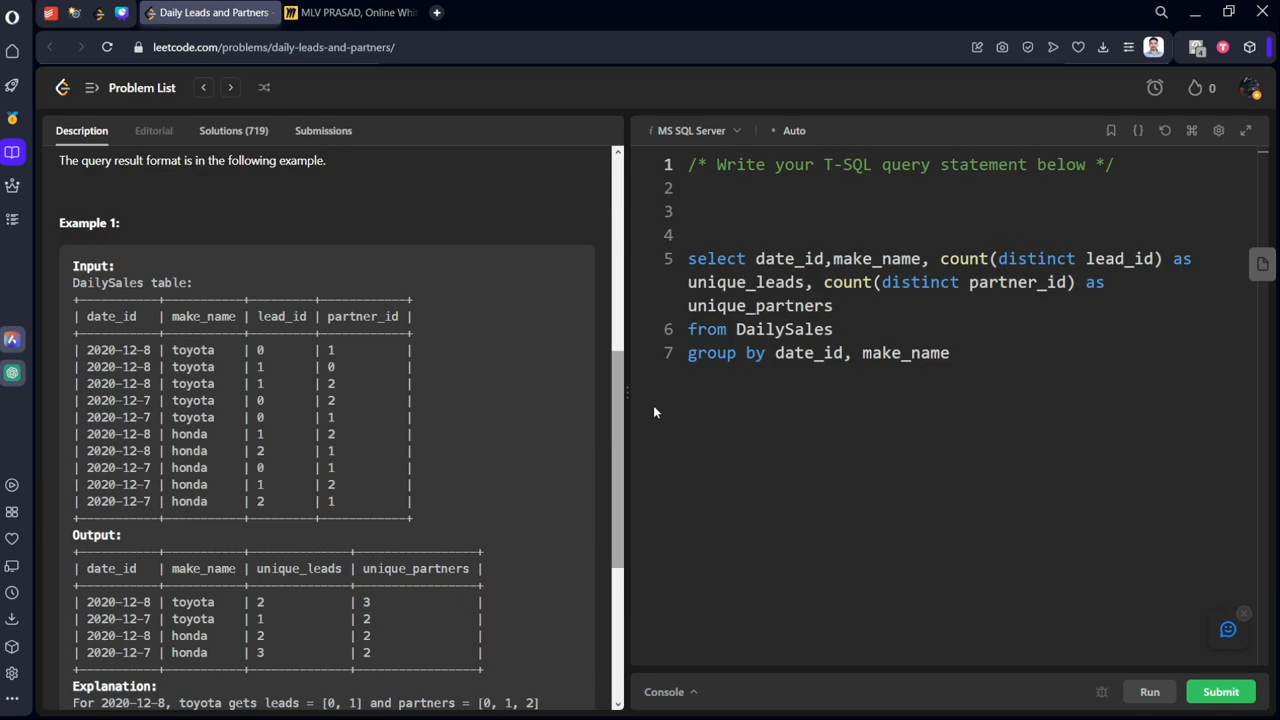 Daily Leads and Partners
MLV PRASAD, Online Whit
leetcode.com/problems/daily-leads-and-partners/
4
Problem List
0
Description
Editorial
Solutions (719)
Submissions
i MS SQL Server
Auto
The query result format is in the following example.
Example 1:
Input:
DailySales table:
+-----------+-----------+---------+------------+
| date_id | make_name | lead_id | partner_id |
+-----------+-----------+---------+------------+
| 2020-12-8 | toyota | 0 | 1 |
| 2020-12-8 | toyota | 1 | 0 |
| 2020-12-8 | toyota | 1 | 2 |
| 2020-12-7 | toyota | 0 | 2 |
| 2020-12-7 | toyota | 0 | 1 |
| 2020-12-8 | honda | 1 | 2 |
| 2020-12-8 | honda | 2 | 1 |
| 2020-12-7 | honda | 0 | 1 |
| 2020-12-7 | honda | 1 | 2 |
| 2020-12-7 | honda | 2 | 1 |
+-----------+-----------+---------+------------+
Output:
+-----------+-----------+--------------+-----------------+
| date_id | make_name | unique_leads | unique_partners |
+-----------+-----------+--------------+-----------------+
| 2020-12-8 | toyota | 2 | 3 |
| 2020-12-7 | toyota | 1 | 2 |
| 2020-12-8 | honda | 2 | 2 |
| 2020-12-7 | honda | 3 | 2 |
+-----------+-----------+--------------+-----------------+
Explanation:
For 2020-12-8, toyota gets leads = [0, 1] and partners = [0, 1, 2]
1 /* Write your T-SQL query statement below */
2
3
4
5 select date_id,make_name, count(distinct lead_id) as
unique_leads, count(distinct partner_id) as
unique_partners
6 from DailySales
7 group by date_id, make_name
Console
Run
Submit